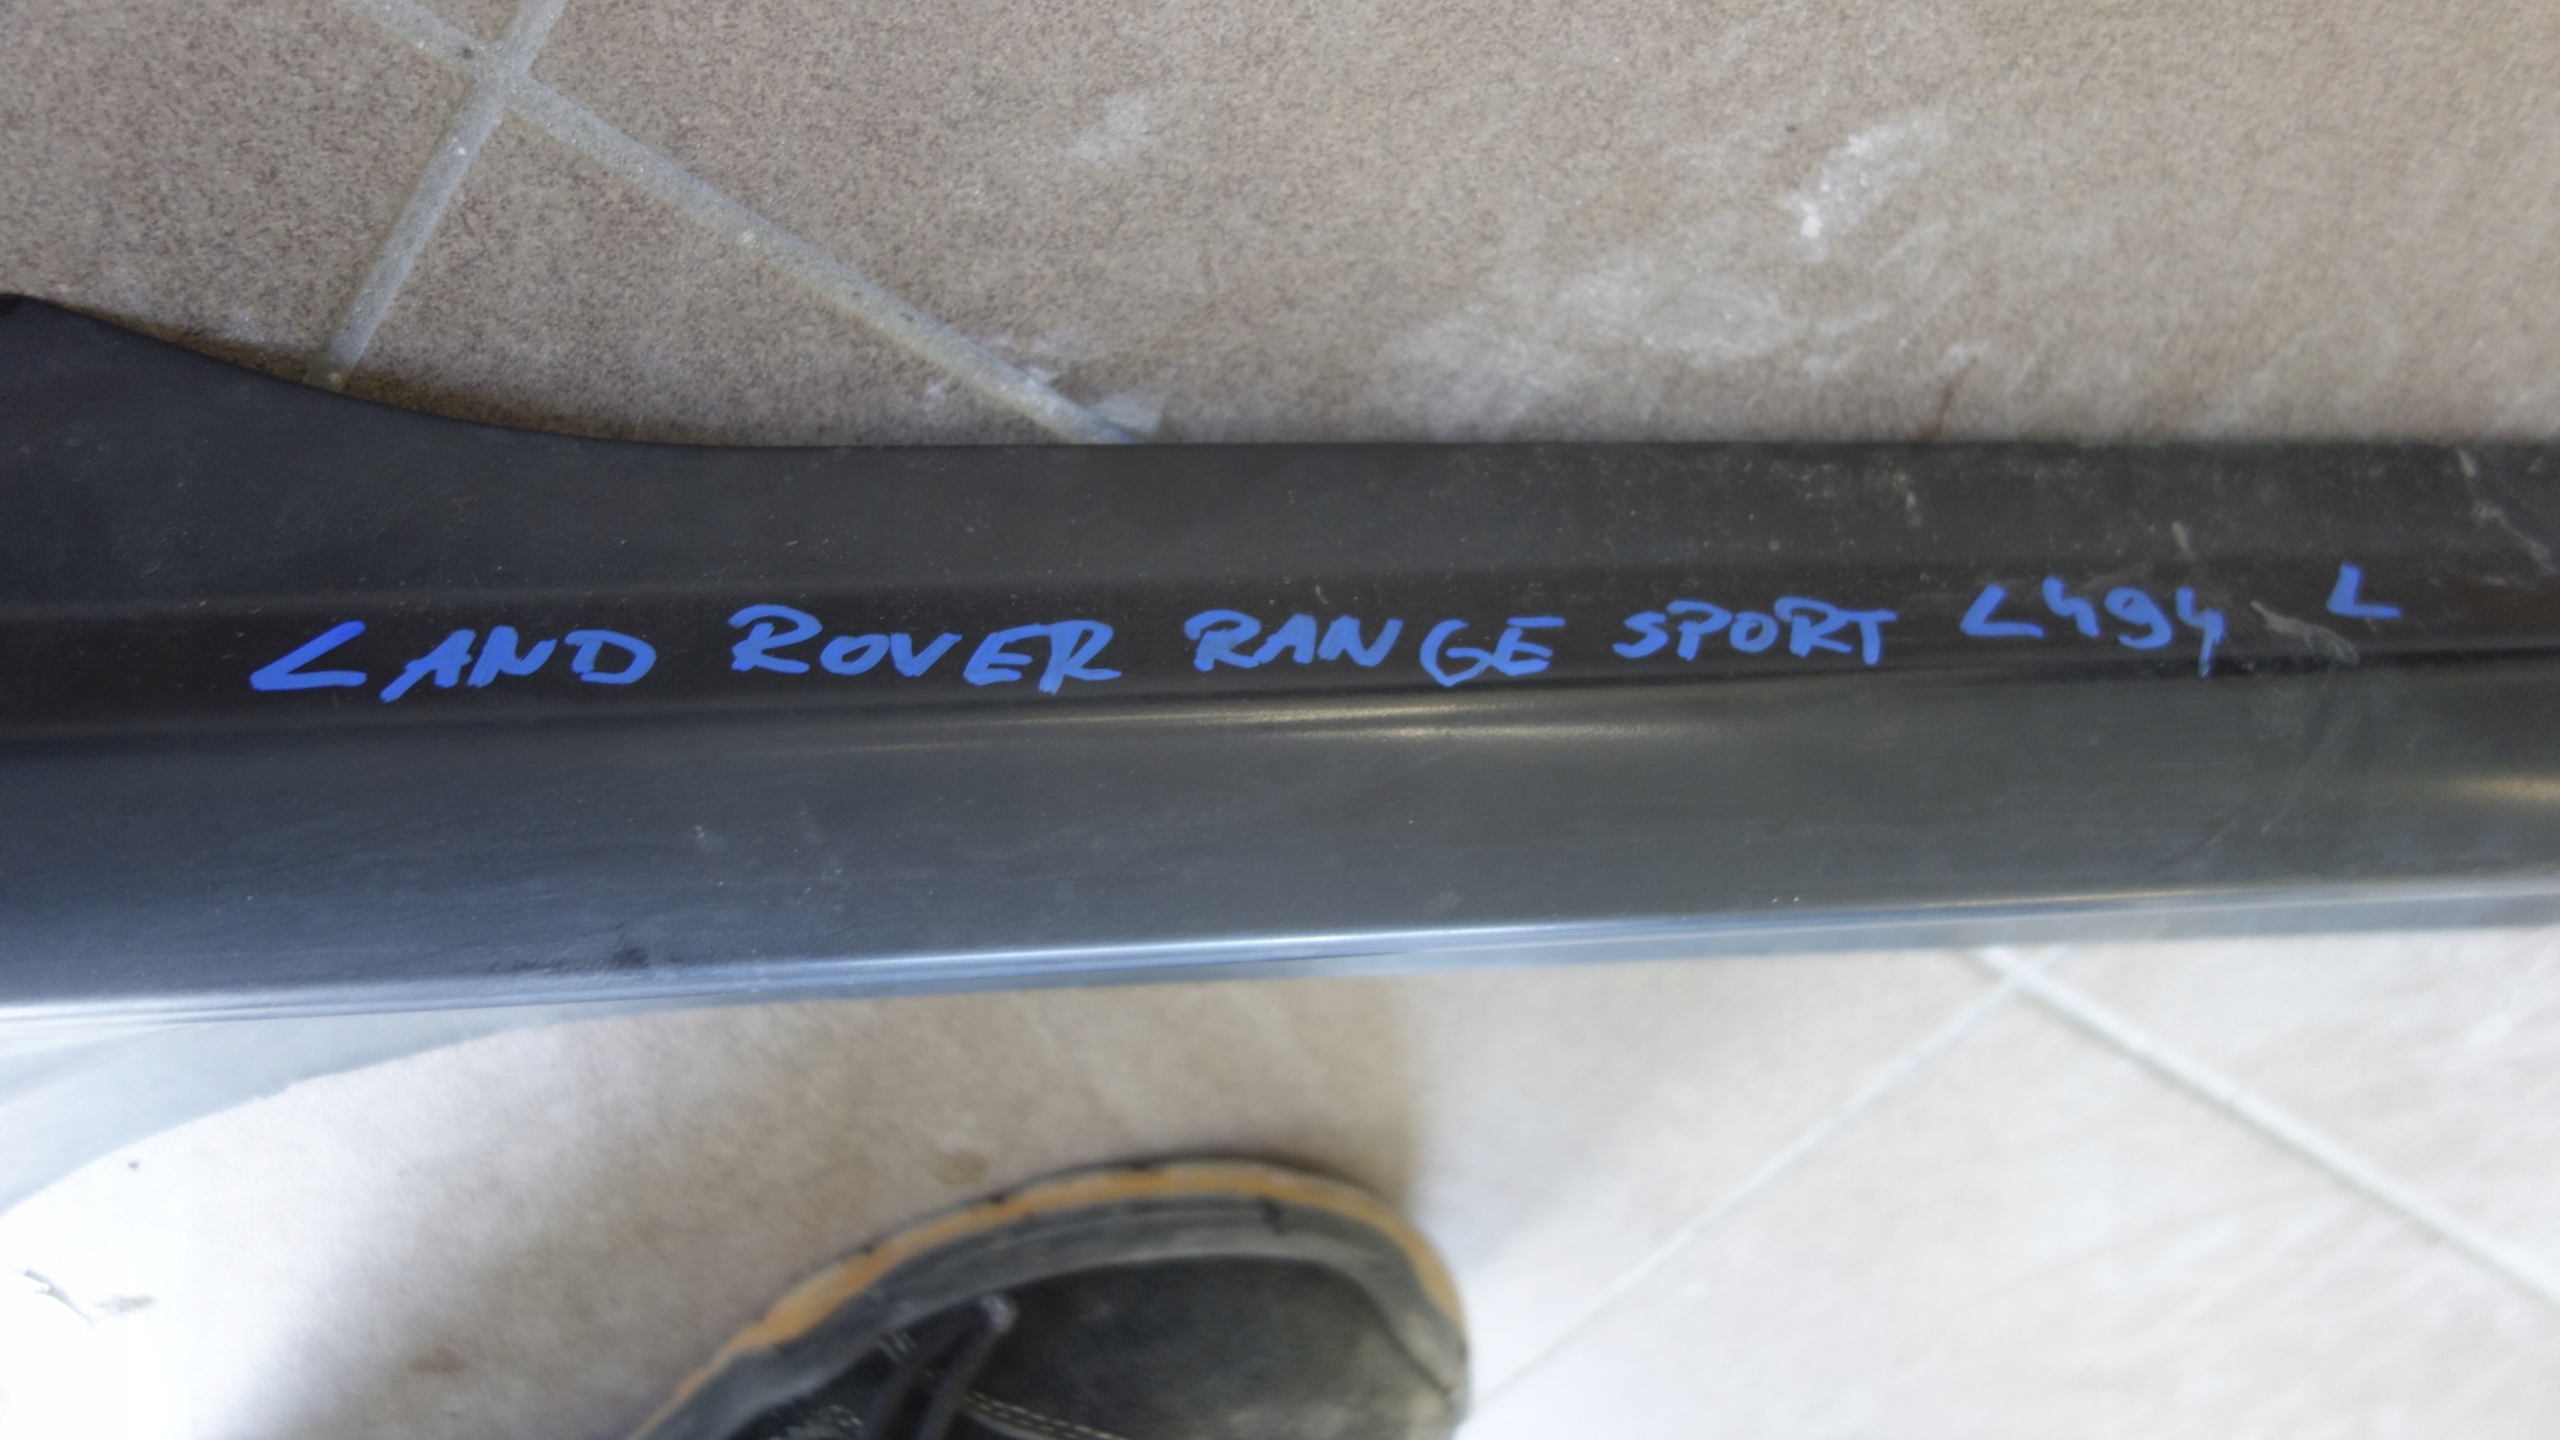 LAND ROVER RANGE SPORT L494 L